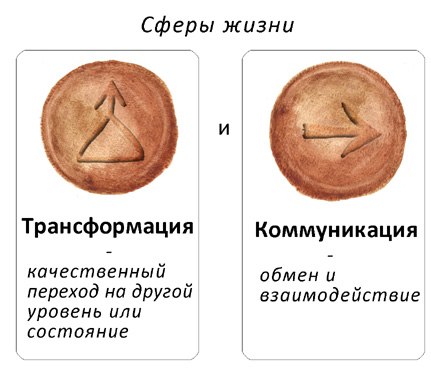 Сферы жизни
Трансформация
-
качественный
переход на другой
уровень или
состояние
и
Коммуникация
-
обмен и
взаимодействие